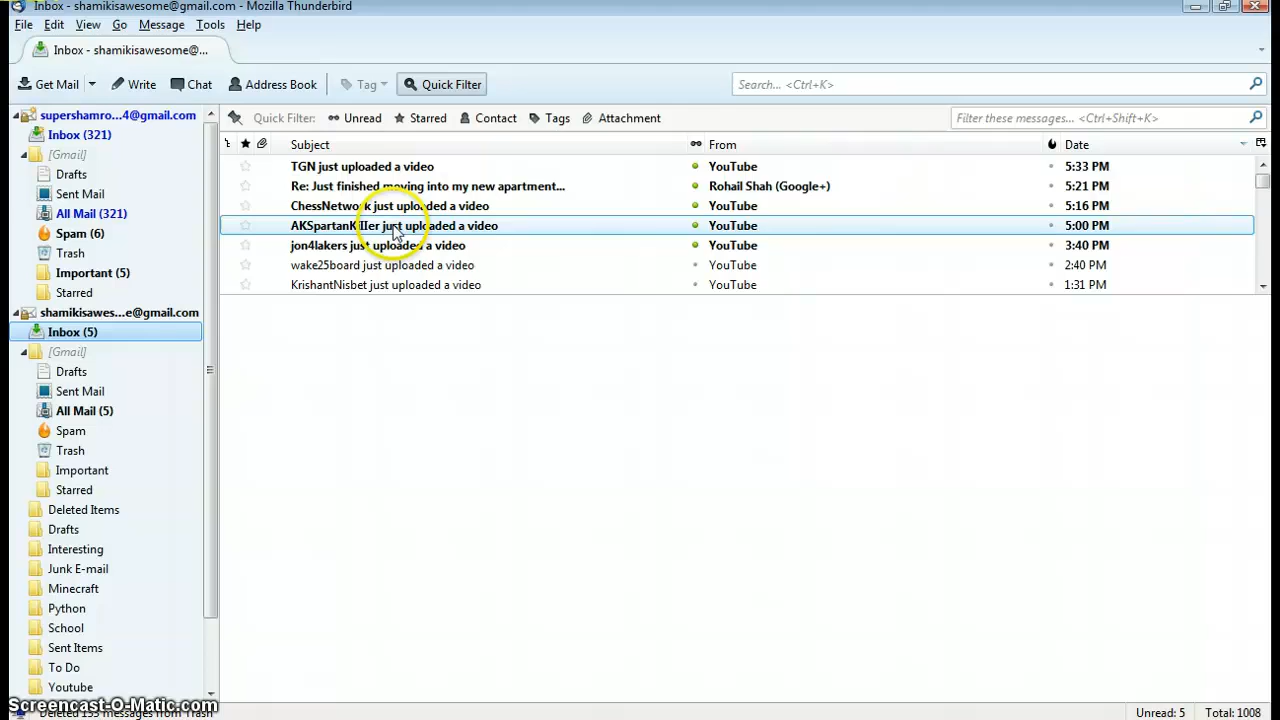 Inbox - shamikisawesome@gmail.com - Mozilla Thunderbird
File Edit View Go Message Tools Help
Inbox - shamikisawesome@...
Get Mail Write Chat Address Book Tag Quick Filter Search... <Ctrl+K>
Quick Filter: Unread Starred Contact Tags Attachment Filter these messages... <Ctrl+Shift+K>
Subject From Date
TGN just uploaded a video YouTube 5:33 PM
Re: Just finished moving into my new apartment... Rohail Shah (Google+) 5:21 PM
ChessNetwork just uploaded a video YouTube 5:16 PM
AKSpartanKiller just uploaded a video YouTube 5:00 PM
jon4lakers just uploaded a video YouTube 3:40 PM
wake25board just uploaded a video YouTube 2:40 PM
KrishantNisbet just uploaded a video YouTube 1:31 PM
supershamro...4@gmail.com
Inbox (321)
[Gmail]
Drafts
Sent Mail
All Mail (321)
Spam (6)
Trash
Important (5)
Starred
shamikisawes...e@gmail.com
Inbox (5)
[Gmail]
Drafts
Sent Mail
All Mail (5)
Spam
Trash
Important
Starred
Deleted Items
Drafts
Interesting
Junk E-mail
Minecraft
Python
School
Sent Items
To Do
Youtube
Screencast-O-Matic.com
Deleted 153 messages from Trash Unread: 5 Total: 1008